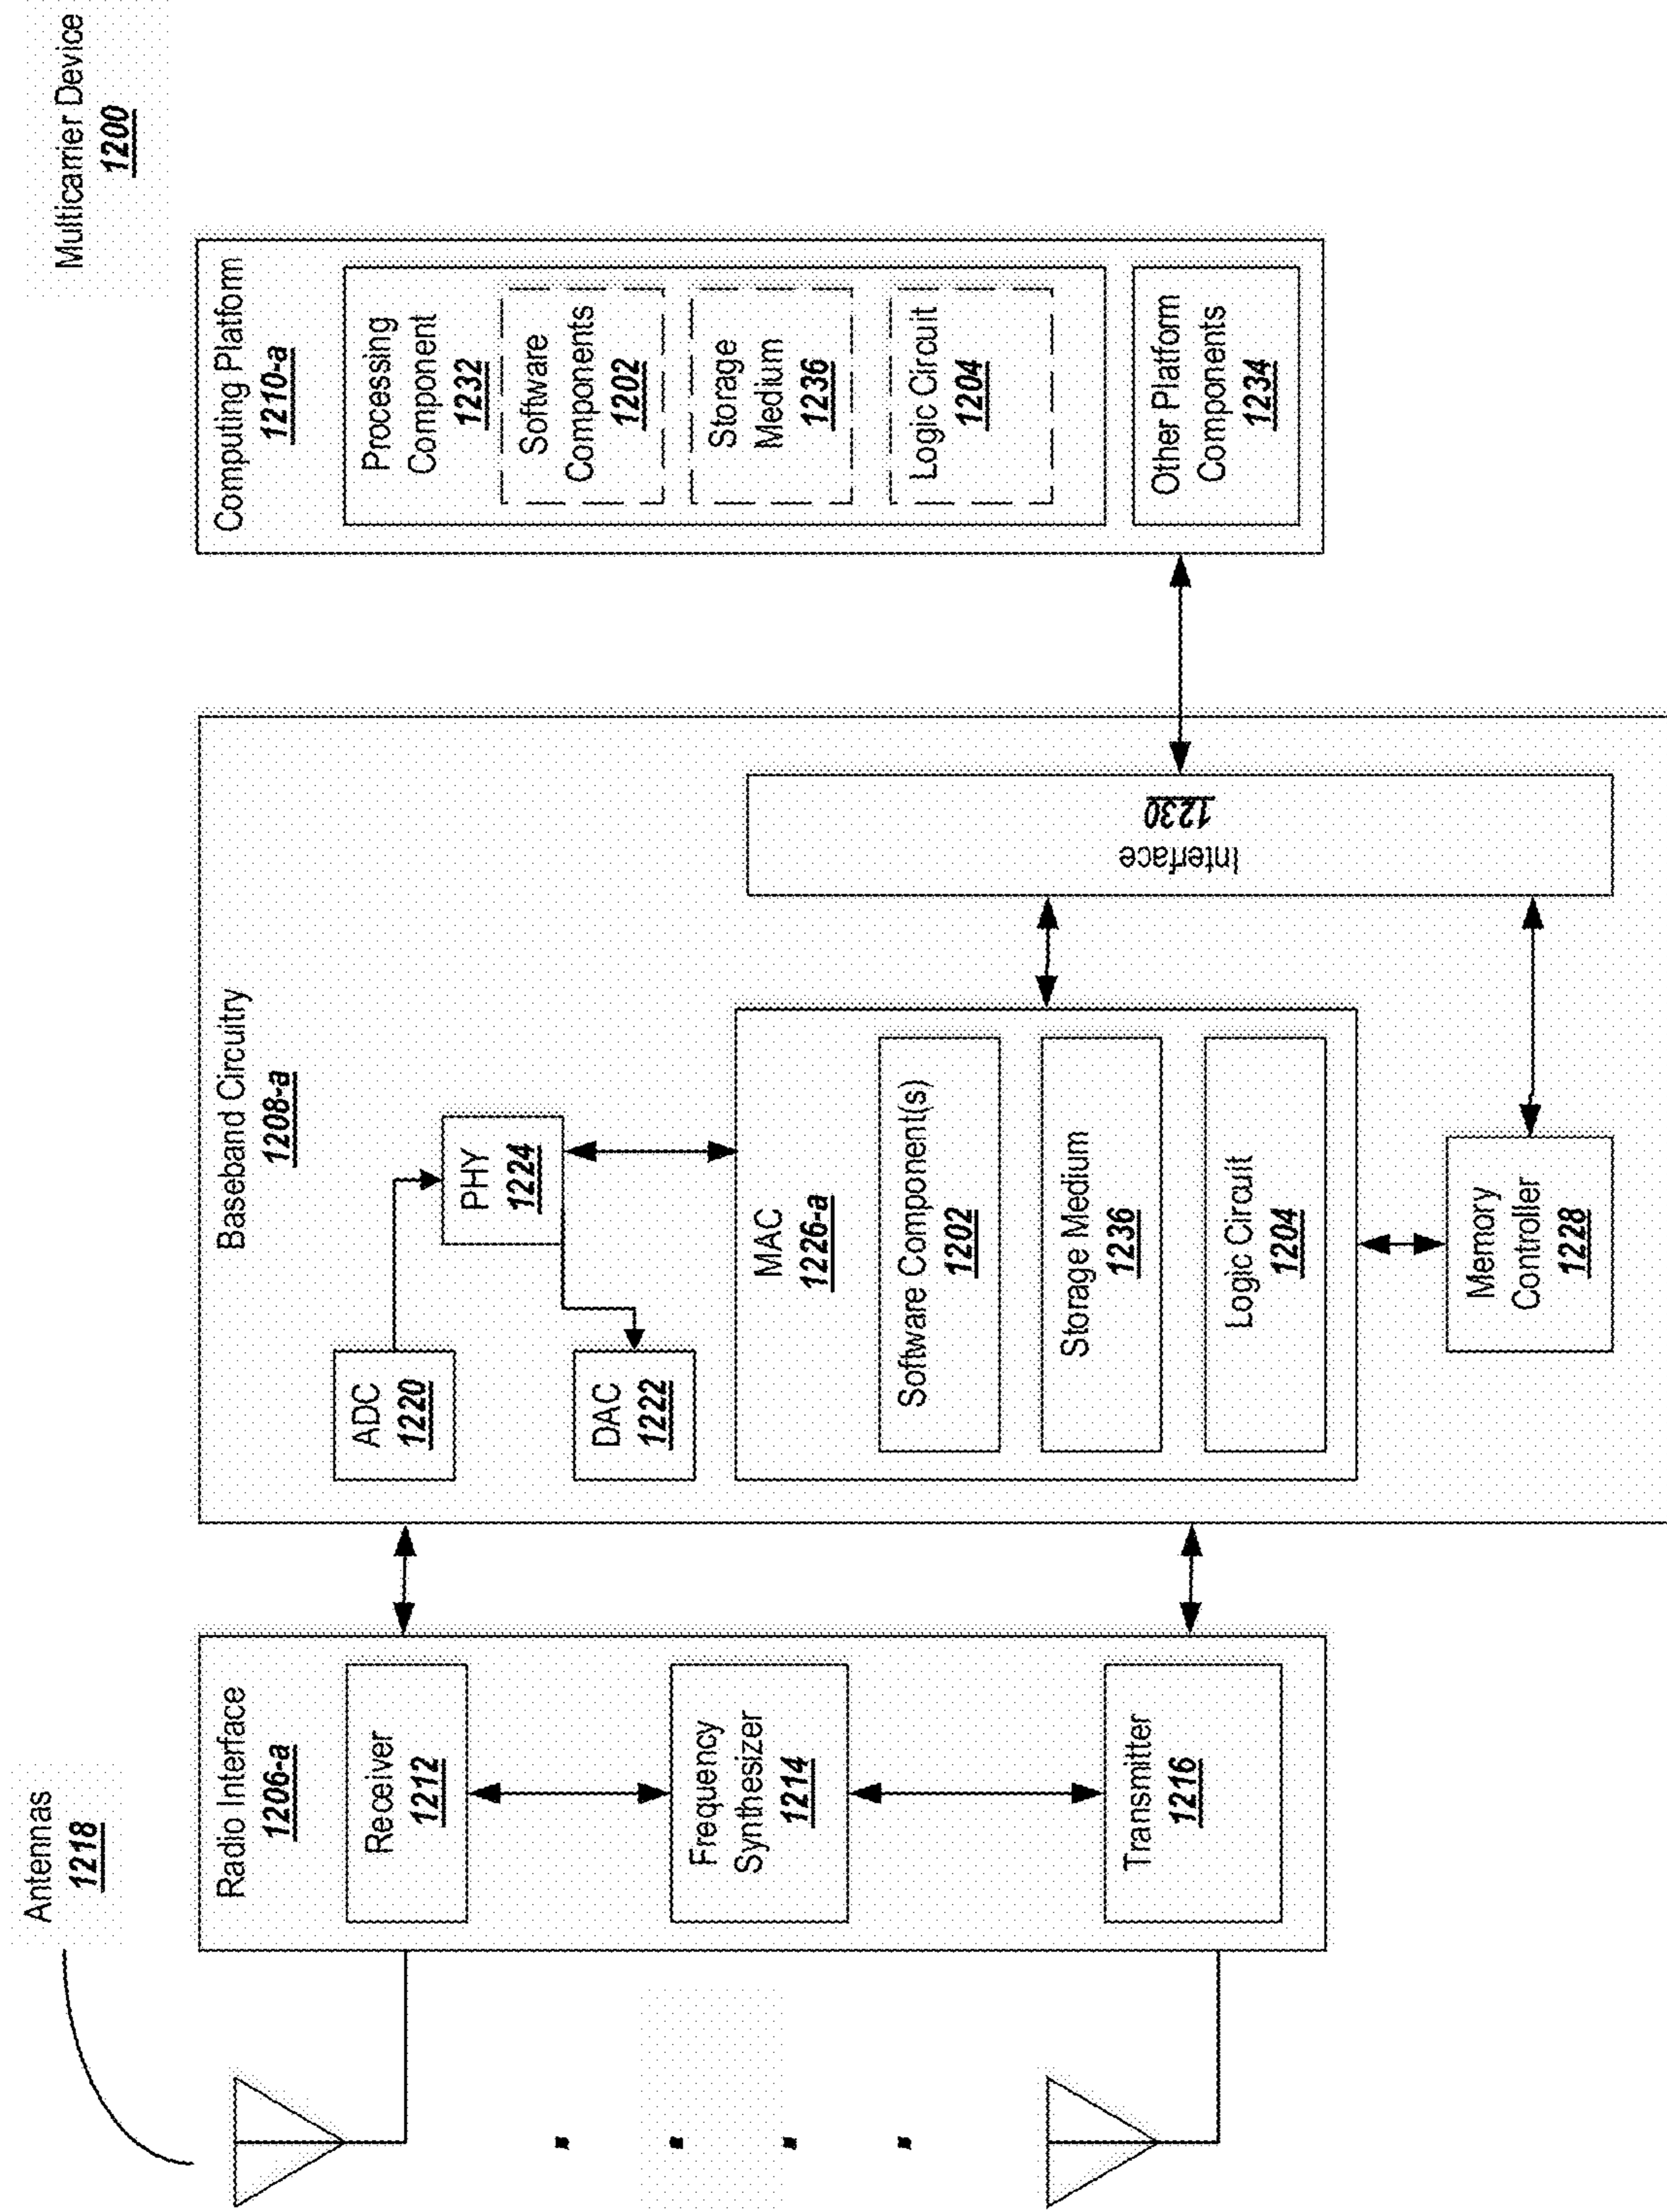 Multicarrier Device
1200
Antennas
1218
Radio Interface
1206-a
Receiver
1212
Frequency
Synthesizer
1214
Transmitter
1216
Baseband Circuitry
1208-a
ADC
1220
PHY
1224
DAC
1222
MAC
1226-a
Software Component(s)
1202
Storage Medium
1236
Logic Circuit
1204
Memory
Controller
1228
Interface
1230
Computing Platform
1210-a
Processing
Component
1232
Software
Components
1202
Storage
Medium
1236
Logic Circuit
1204
Other Platform
Components
1234